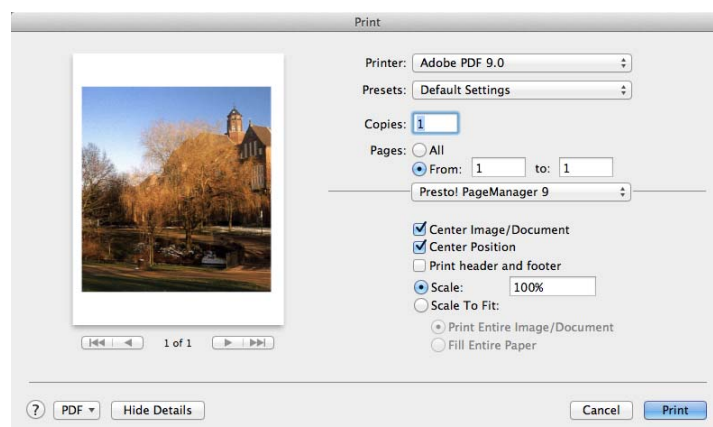 Print
Printer: Adobe PDF 9.0
Presets: Default Settings
Copies: 1
Pages: All
From: 1 to: 1
Presto! PageManager 9
Center Image/Document
Center Position
Print header and footer
Scale: 100%
Scale To Fit:
Print Entire Image/Document
Fill Entire Paper
1 of 1
? PDF Hide Details Cancel Print